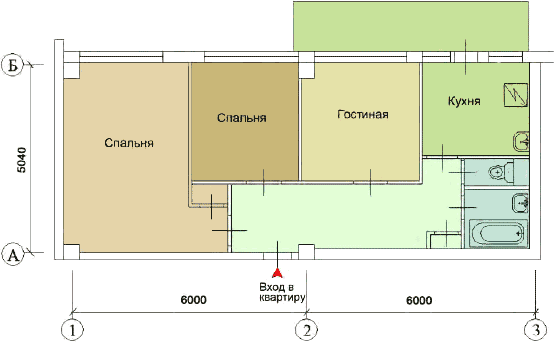 Б
Кухня
Гостиная
Спальня
Спальня
5040
А
Вход в
квартиру
6000
6000
1
2
3